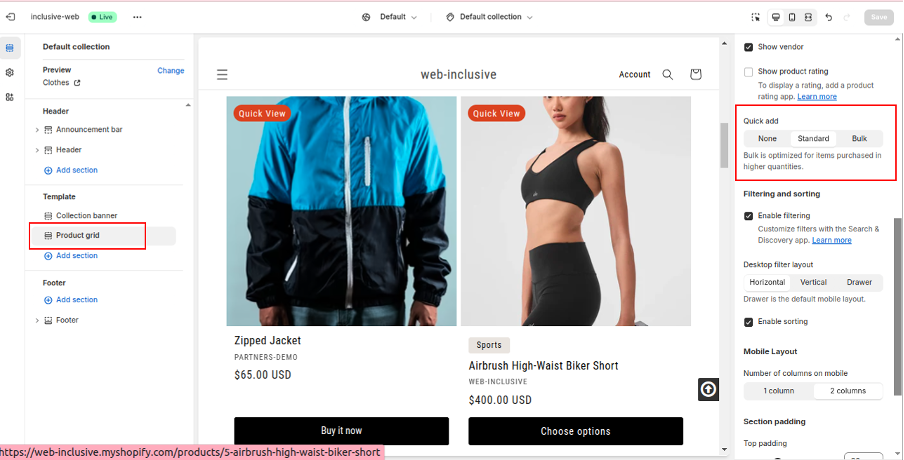 inclusive-web
Live
Default
Default collection
Save
Default collection
Preview
Change
Clothes
Header
Announcement bar
Header
Add section
Template
Collection banner
Product grid
Add section
Footer
Add section
Footer
web-inclusive
Account
Quick View
Quick View
Zipped Jacket
PARTNERS-DEMO
$65.00 USD
Buy it now
Sports
Airbrush High-Waist Biker Short
WEB-INCLUSIVE
$400.00 USD
Choose options
https://web-inclusive.myshopify.com/products/5-airbrush-high-waist-biker-short
Show vendor
Show product rating
To display a rating, add a product
rating app. Learn more
Quick add
None Standard Bulk
Bulk is optimized for items purchased in
higher quantities.
Filtering and sorting
Enable filtering
Customize filters with the Search &
Discovery app. Learn more
Desktop filter layout
Horizontal Vertical Drawer
Drawer is the default mobile layout.
Enable sorting
Mobile Layout
Number of columns on mobile
1 column 2 columns
Section padding
Top padding